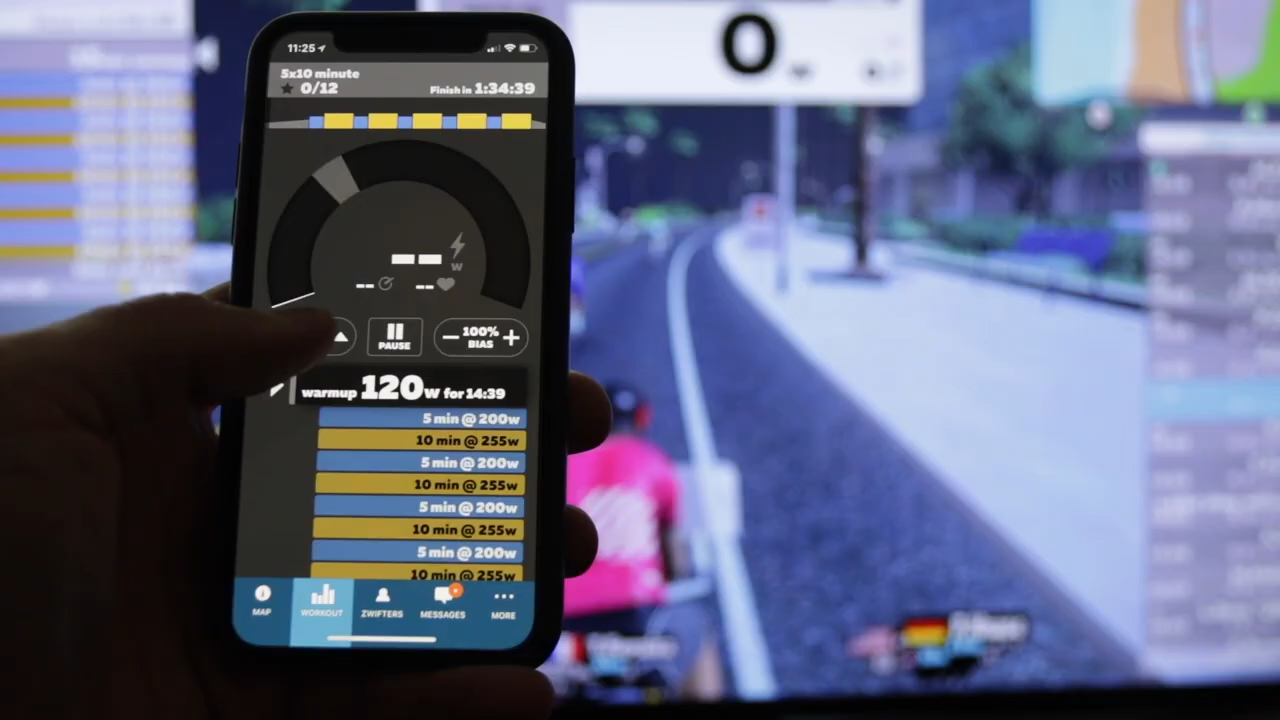 11:25
5x10 minute
0/12
Finish in 1:34:39
-- W
-- --
PAUSE
100%
BIAS
warmup 120w for 14:39
5 min @ 200w
10 min @ 255w
5 min @ 200w
10 min @ 255w
5 min @ 200w
10 min @ 255w
5 min @ 200w
10 min @ 255w
MAP
WORKOUT
ZWIFTERS
MESSAGES
MORE
0